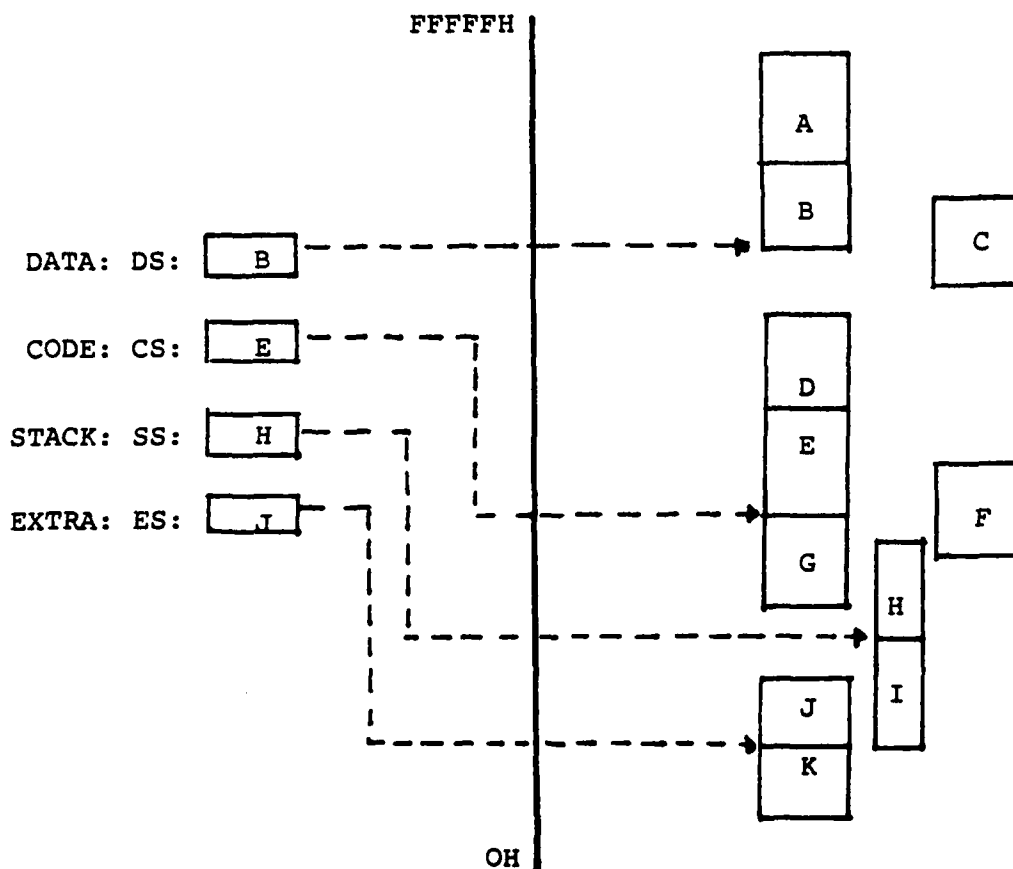 FFFFFH
A
B
C
DATA: DS: B
CODE: CS: E
STACK: SS: H
EXTRA: ES: J
D
E
F
G
H
I
J
K
OH